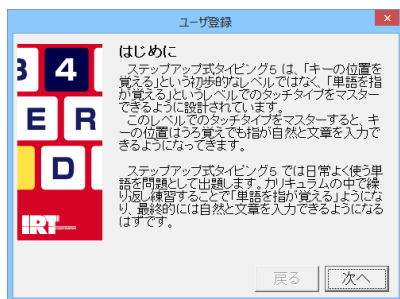 ユーザ登録
はじめに
ステップアップ式タイピング5 は、「キーの位置を
覚える」という初歩的なレベルではなく、「単語を指
が覚える」というレベルでのタッチタイプをマスター
できるように設計されています。
このレベルでのタッチタイプをマスターすると、キ
ーの位置はうろ覚えでも指が自然と文章を入力で
きるようになってきます。
ステップアップ式タイピング5 では日常よく使う単
語を問題として出題します。カリキュラムの中で繰
り返し練習することで「単語を指が覚える」ようにな
り、最終的には自然と文章を入力できるようになる
はずです。
3 4
E R
D
IRT
戻る 次へ